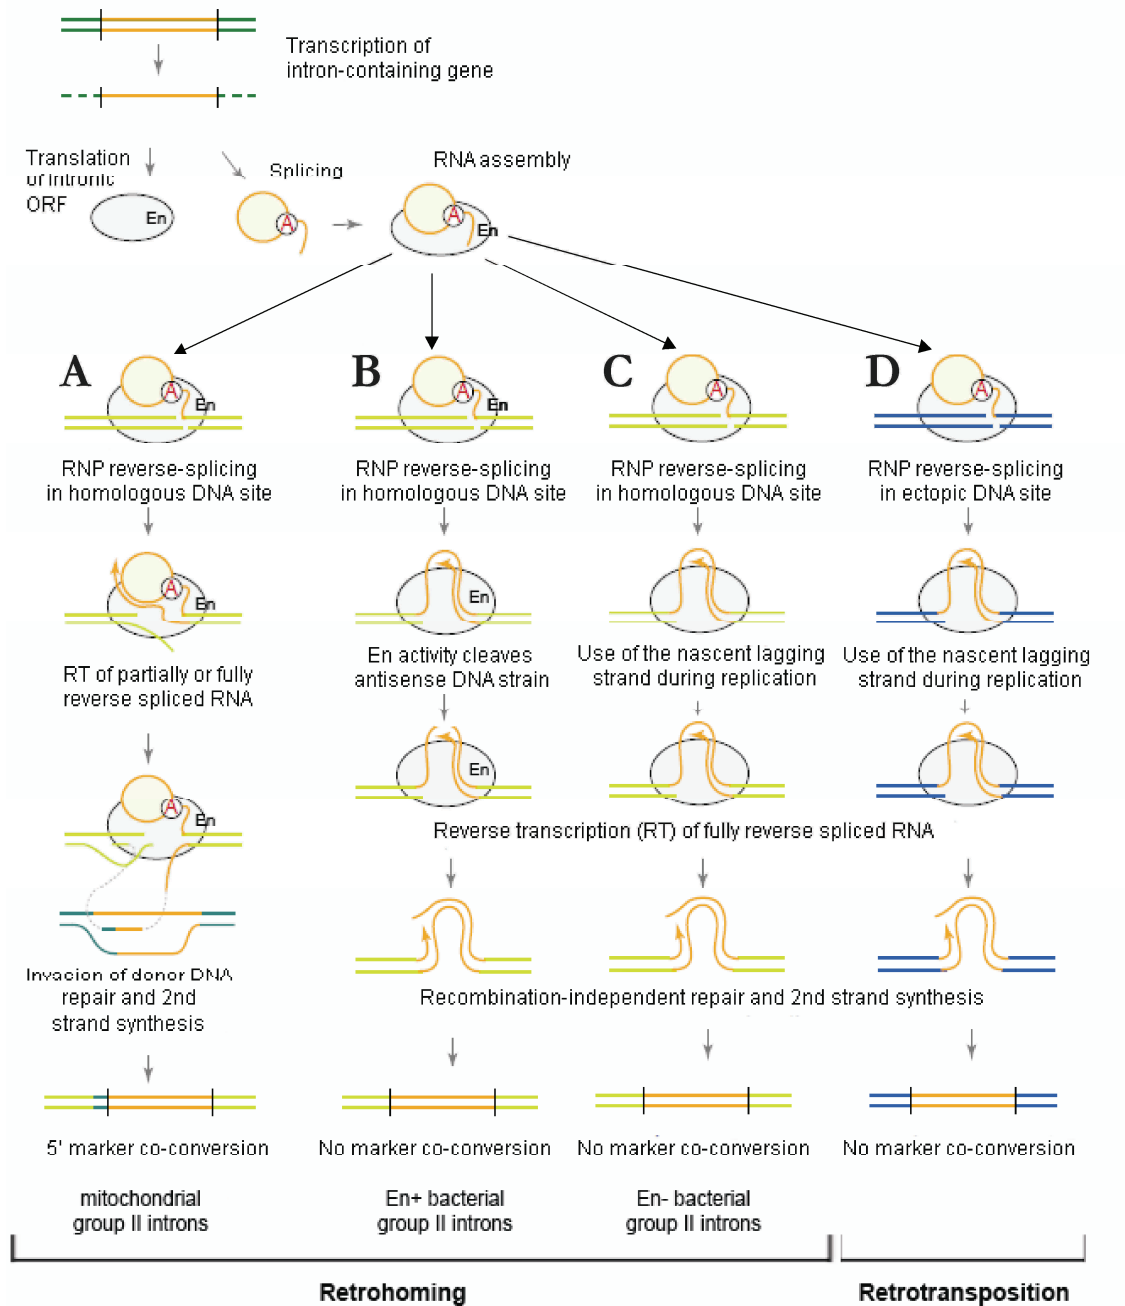 Transcription of
intron-containing gene
Translation
of intronic
ORF
En
Splicing
A
RNA assembly
A
En
A
A
En
B
A
En
C
A
D
A
RNP reverse-splicing
in homologous DNA site
RNP reverse-splicing
in homologous DNA site
RNP reverse-splicing
in homologous DNA site
RNP reverse-splicing
in ectopic DNA site
A
En
En
RT of partially or fully
reverse spliced RNA
En activity cleaves
antisense DNA strain
Use of the nascent lagging
strand during replication
Use of the nascent lagging
strand during replication
A
En
En
Reverse transcription (RT) of fully reverse spliced RNA
Invasion of donor DNA
repair and 2nd
strand synthesis
Recombination-independent repair and 2nd strand synthesis
5' marker co-conversion
No marker co-conversion
No marker co-conversion
No marker co-conversion
mitochondrial
group II introns
En+ bacterial
group II introns
En- bacterial
group II introns
Retrohoming
Retrotransposition